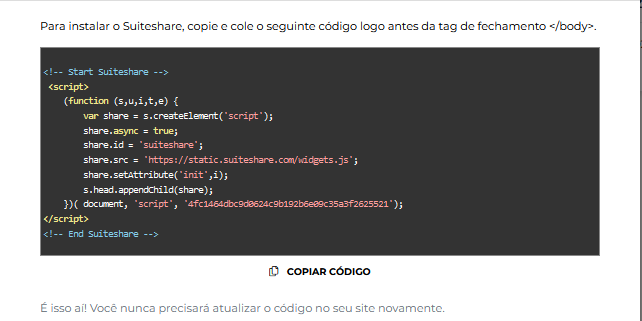 Para instalar o Suiteshare, copie e cole o seguinte código logo antes da tag de fechamento </body>.
<!-- Start Suiteshare -->
<script>
(function (s,u,i,t,e) {
var share = s.createElement('script');
share.async = true;
share.id = 'suiteshare';
share.src = 'https://static.suiteshare.com/widgets.js';
share.setAttribute('init',i);
s.head.appendChild(share);
})( document, 'script', '4fc1464dbc9d0624c9b192b6e09c35a3f2625521');
</script>
<!-- End Suiteshare -->
COPIAR CÓDIGO
É isso aí! Você nunca precisará atualizar o código no seu site novamente.